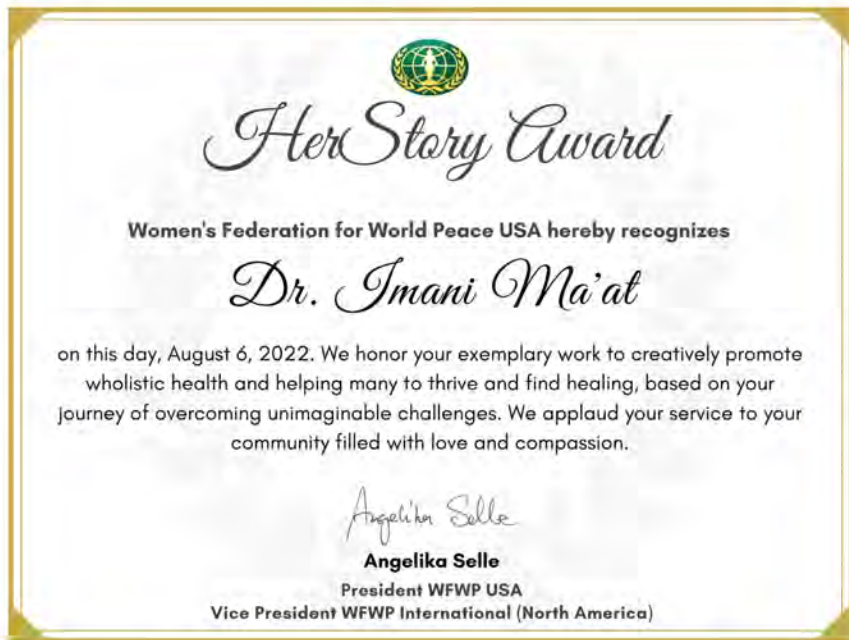 HerStory Award
Women's Federation for World Peace USA hereby recognizes
Dr. Imani Ma'at
on this day, August 6, 2022. We honor your exemplary work to creatively promote
wholistic health and helping many to thrive and find healing, based on your
journey of overcoming unimaginable challenges. We applaud your service to your
community filled with love and compassion.
Angelika Selle
Angelika Selle
President WFWP USA
Vice President WFWP International (North America)